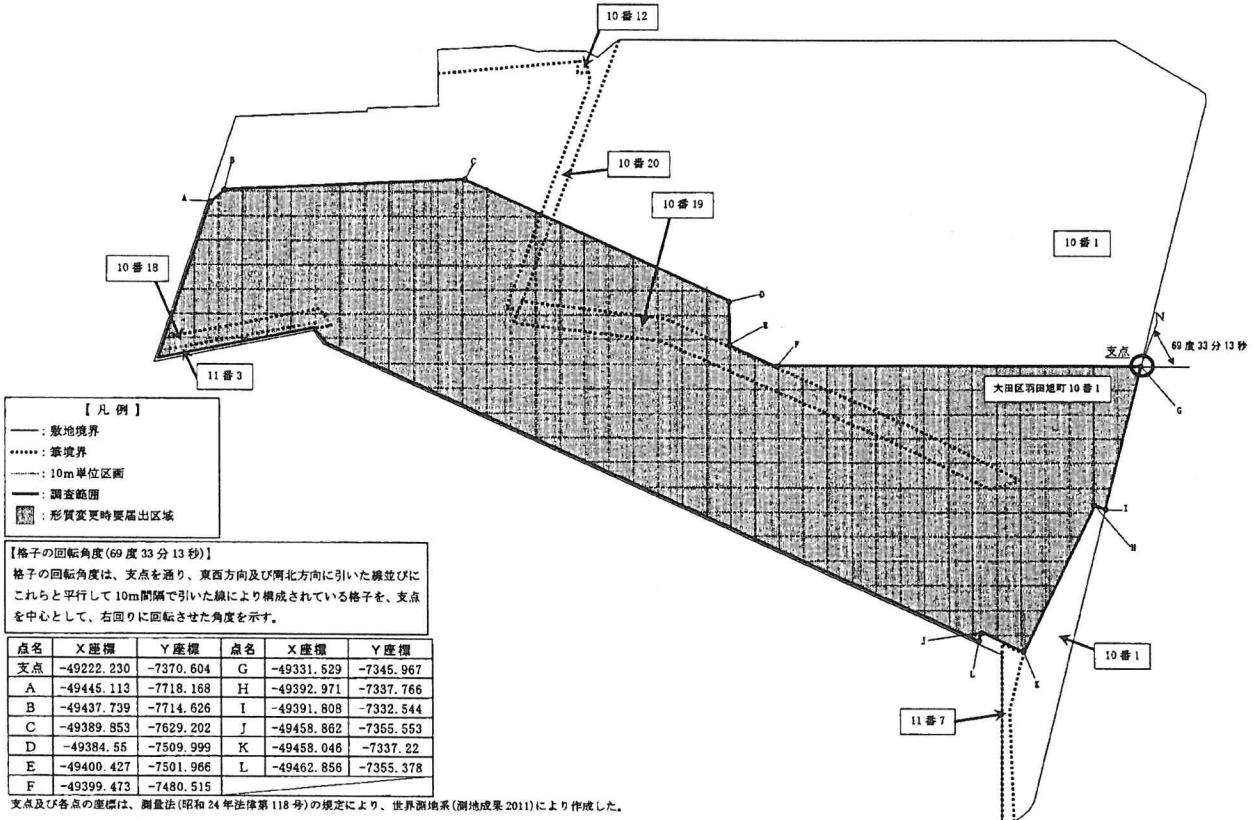 10番12
B
C
10番20
10番19
A
10番1
10番18
D
E
N
F
支点
69度33分13秒
11番3
大田区羽田旭町10番1
G
【凡例】
:敷地境界
:筆境界
:10m単位区画
:調査範囲
:形質変更時要届出区域
I
H
【格子の回転角度(69度33分13秒)】
格子の回転角度は、支点を通り、東西方向及び南北方向に引いた線並びに
これらと平行して10m間隔で引いた線により構成されている格子を、支点
を中心として、右回りに回転させた角度を示す。
J
L
K
10番1
11番7
点名 X座標 Y座標 点名 X座標 Y座標
支点 -49222.230 -7370.604 G -49331.529 -7345.967
A -49445.113 -7718.168 H -49392.971 -7337.766
B -49437.739 -7714.626 I -49391.808 -7332.544
C -49389.853 -7629.202 J -49458.862 -7355.553
D -49384.55 -7509.999 K -49458.046 -7337.22
E -49400.427 -7501.966 L -49462.856 -7355.378
F -49399.473 -7480.515
支点及び各点の座標は、測量法(昭和24年法律第118号)の規定により、世界測地系(測地成果2011)により作成した。